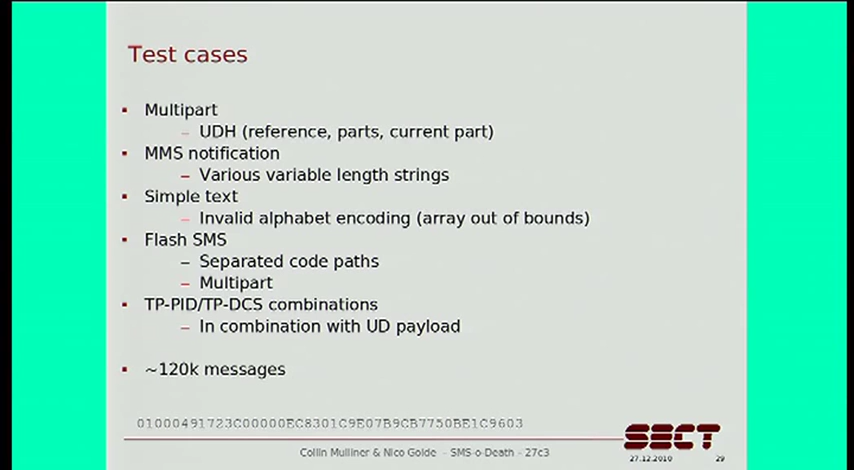 Test cases
Multipart
– UDH (reference, parts, current part)
MMS notification
– Various variable length strings
Simple text
– Invalid alphabet encoding (array out of bounds)
Flash SMS
– Separated code paths
– Multipart
TP-PID/TP-DCS combinations
– In combination with UD payload
~120k messages
01000491723C00000EC8301C9E07B9CB7750BE1C9603
SECT
Collin Mulliner & Nico Golde - SMS-o-Death - 27c3
27.12.2010 29